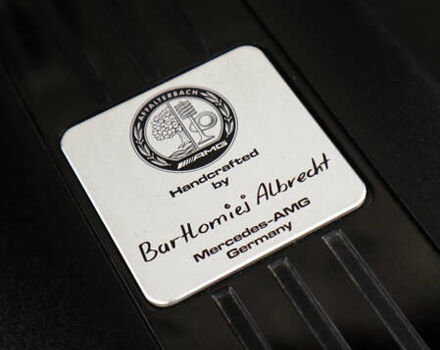 AFFALTERBACH
AMG
Handcrafted
by
Bartlomiej Albrecht
Mercedes-AMG
Germany